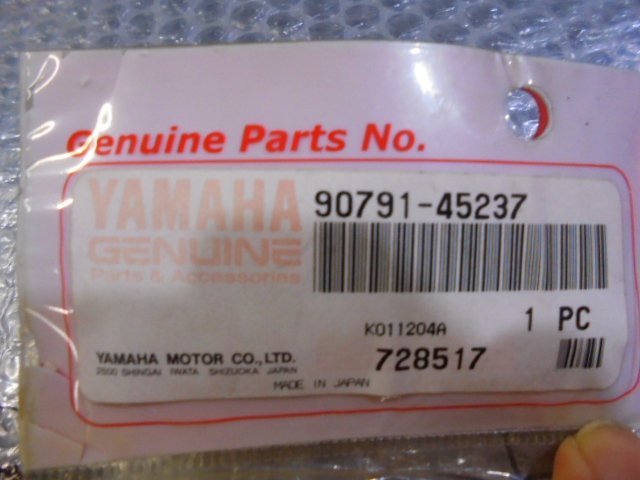 Genuine Parts No.
YAMAHA 90791-45237
GENUINE
Parts & Accessories
K011204A 1 PC
YAMAHA MOTOR CO.,LTD. 728517
2500 SHINGAI IWATA SHIZUOKA JAPAN
MADE IN JAPAN